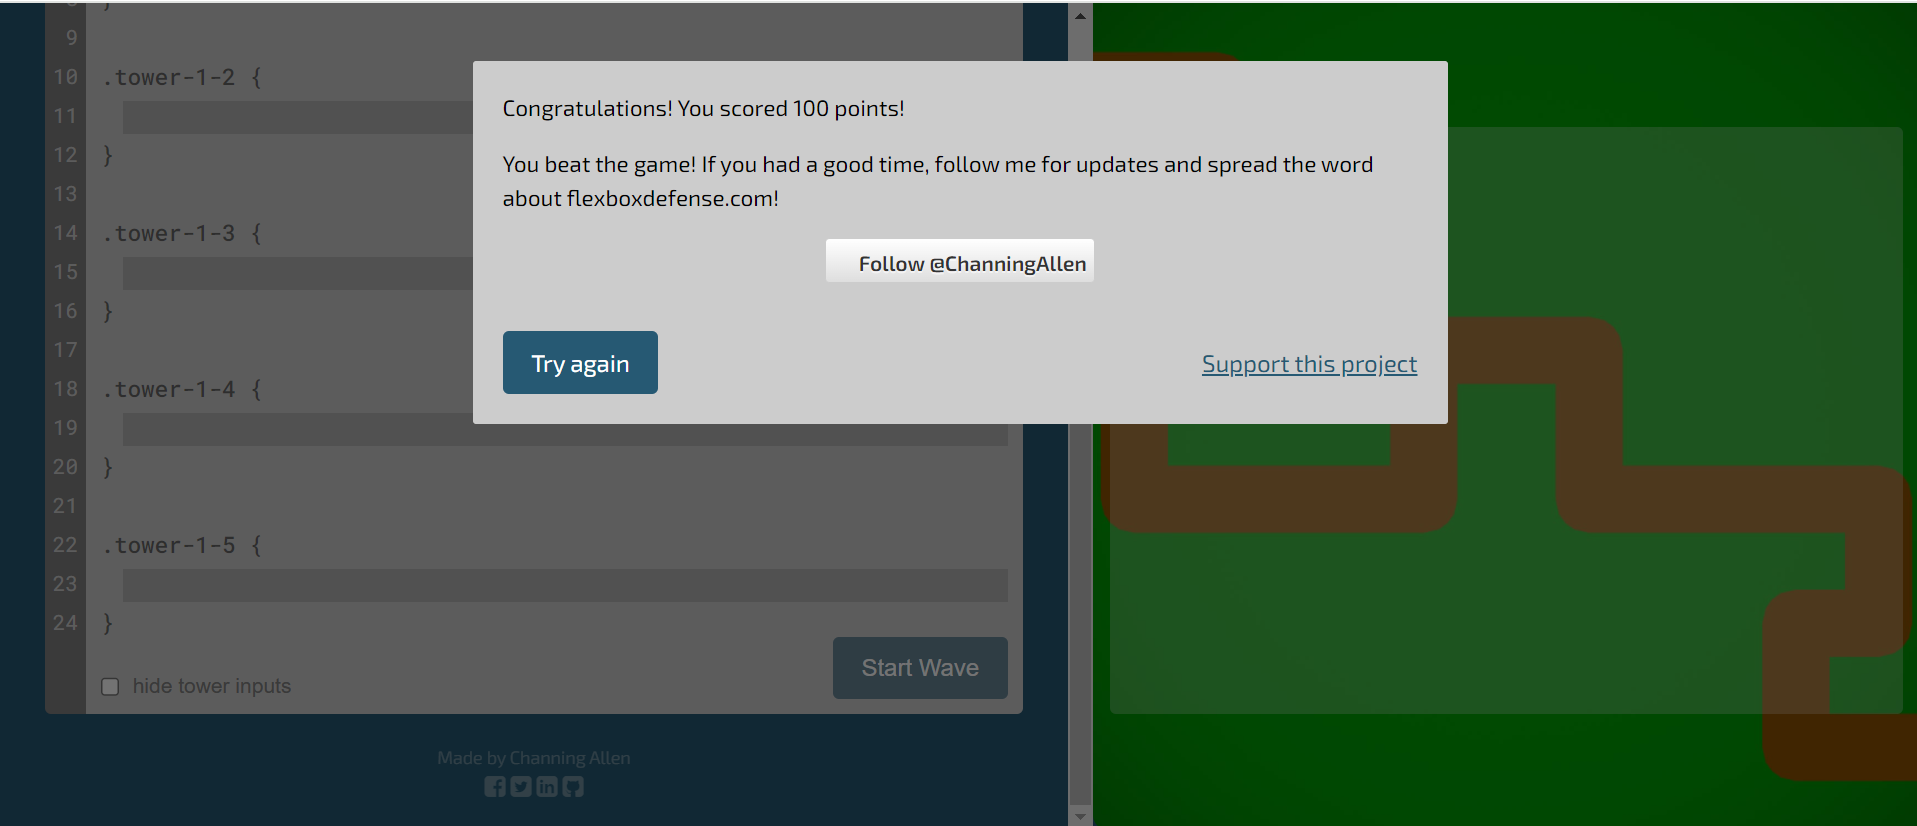 9
10 .tower-1-2 {
11
12 }
13
14 .tower-1-3 {
15
16 }
17
18 .tower-1-4 {
19
20 }
21
22 .tower-1-5 {
23
24 }
hide tower inputs
Start Wave
Made by Channing Allen
Congratulations! You scored 100 points!
You beat the game! If you had a good time, follow me for updates and spread the word
about flexboxdefense.com!
Follow @ChanningAllen
Try again
Support this project